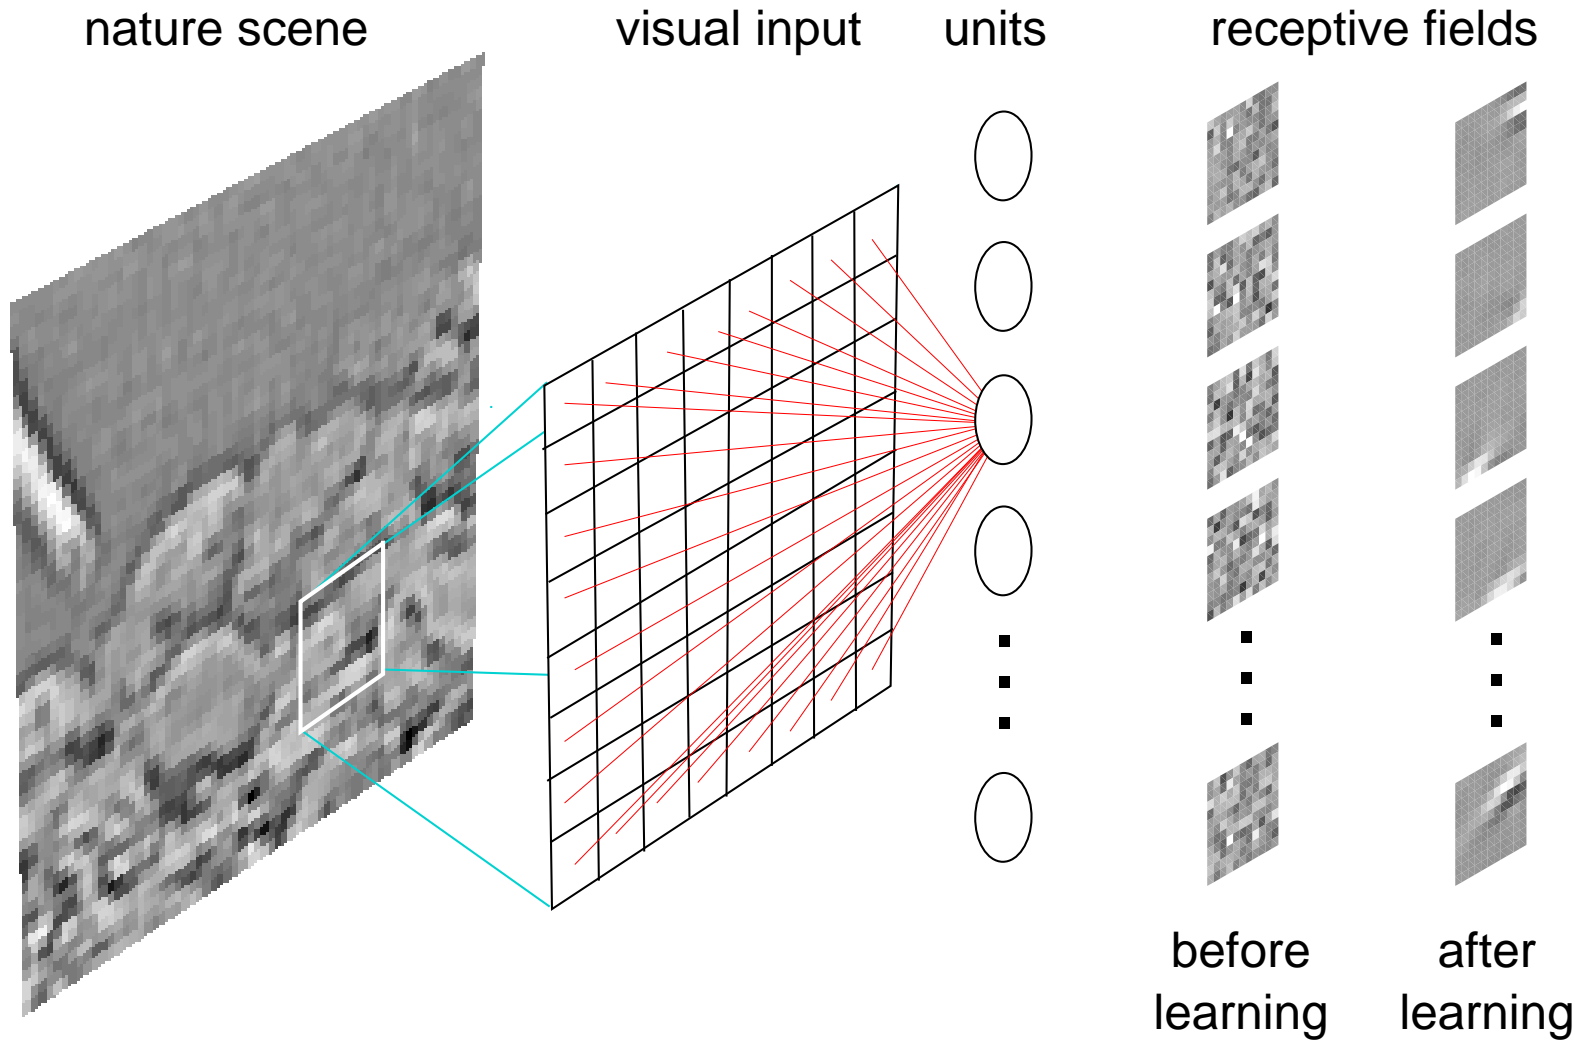 nature scene
visual input
units
receptive fields
before
learning
after
learning